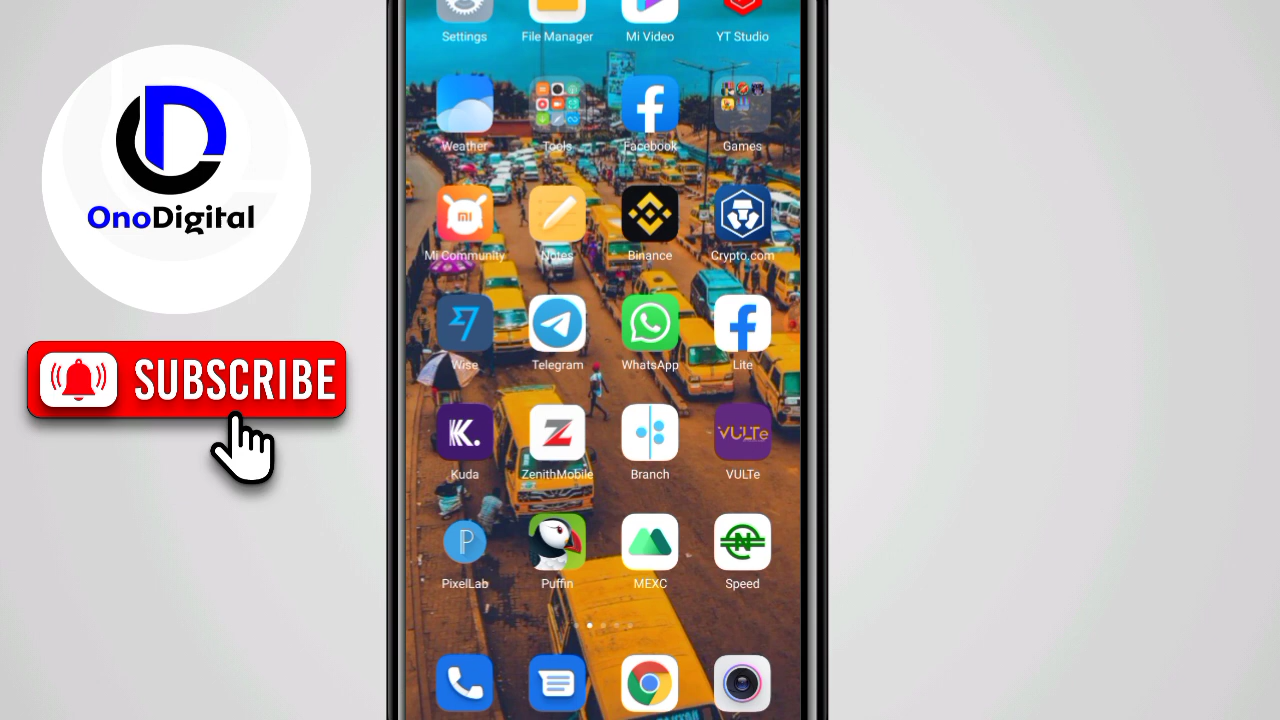 OnoDigital
SUBSCRIBE
Settings
File Manager
Mi Video
YT Studio
Weather
Tools
Facebook
Games
Mi Community
Notes
Binance
Crypto.com
Wise
Telegram
WhatsApp
Lite
K.
VULTe
Kuda
ZenithMobile
Branch
VULTe
P
PixelLab
Puffin
MEXC
Speed